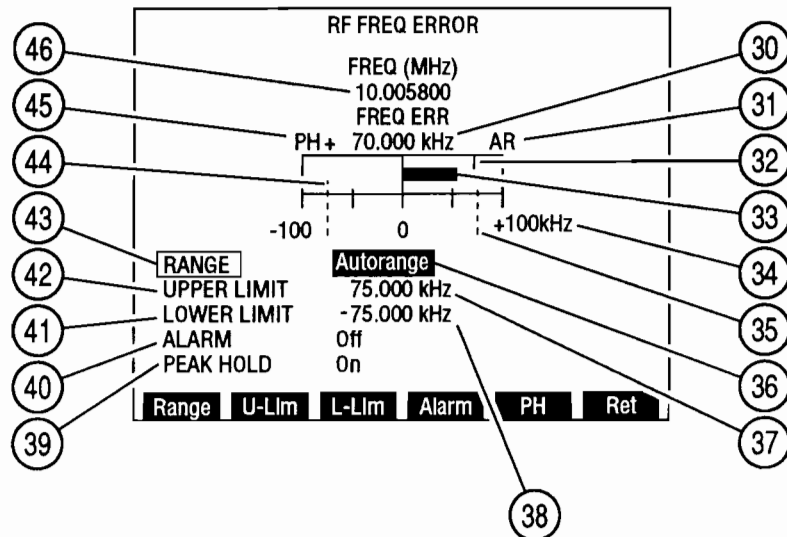 RF FREQ ERROR
46
30
FREQ (MHz)
10.005800
45
31
FREQ ERR
PH + 70.000 kHz AR
44
32
33
-100 0 +100kHz
43
34
RANGE Autorange
42
UPPER LIMIT 75.000 kHz
35
41
LOWER LIMIT -75.000 kHz
ALARM Off
40
36
PEAK HOLD On
Range U-LIm L-LIm Alarm PH Ret
39
37
38